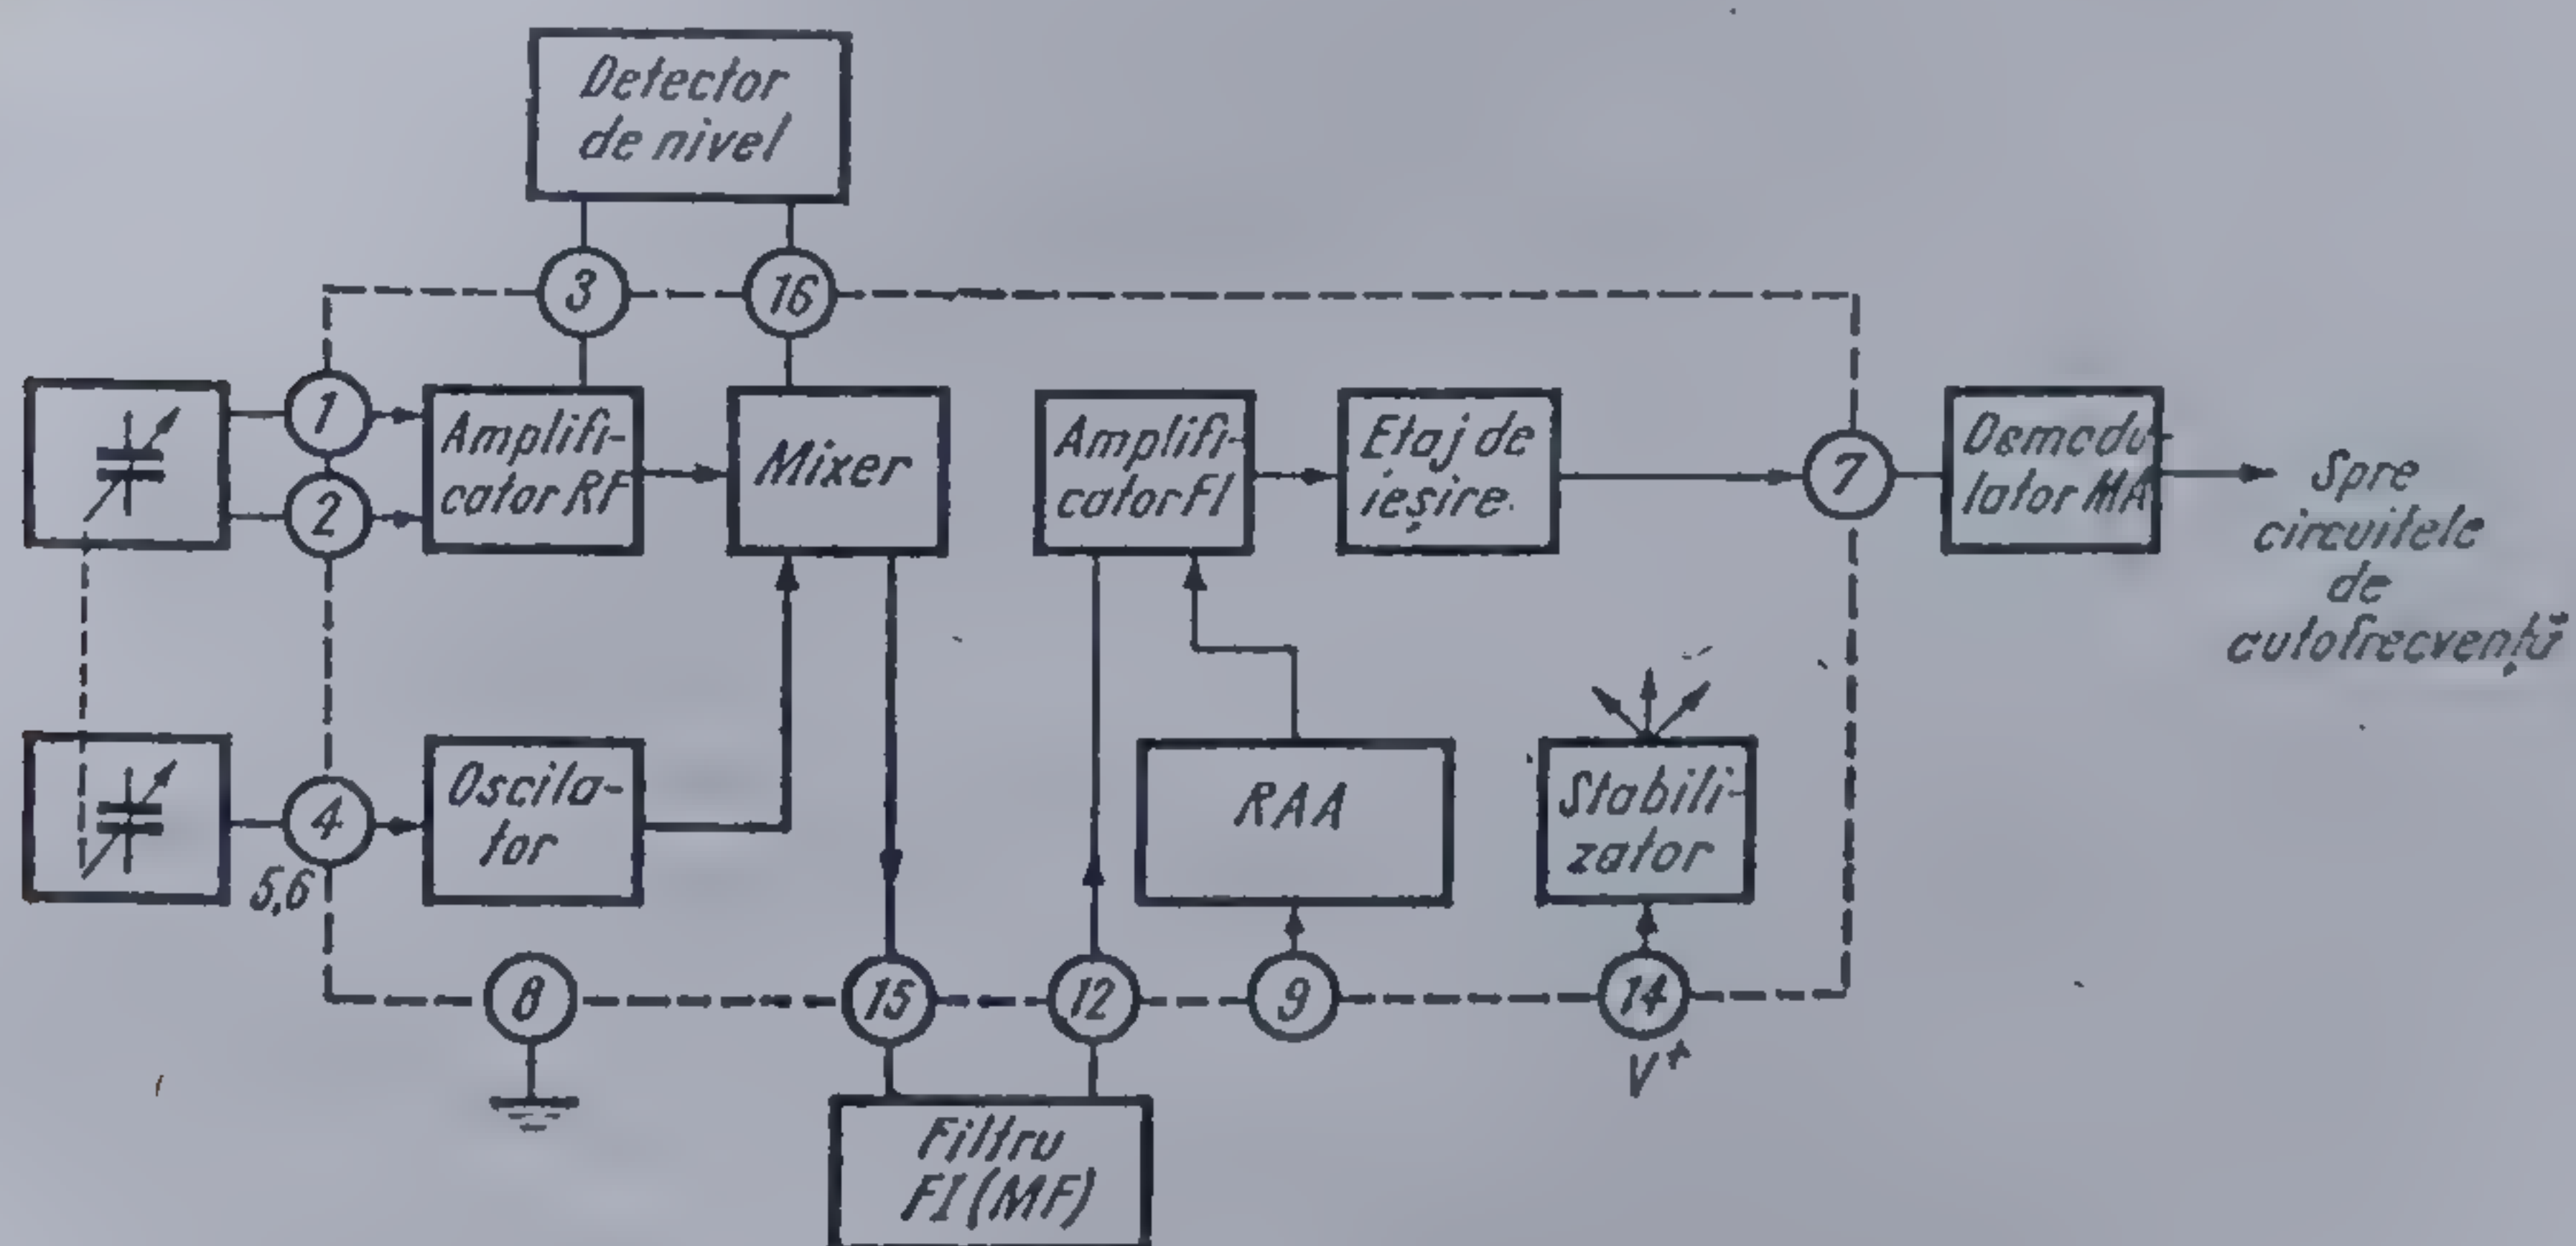 Detector
de nivel
3
16
1
2
Amplifi-
cator RF
Mixer
Amplifi-
cator FI
Etaj de
ieșire.
7
Demodu-
lator MA
Spre
circuitele
de
autofrecvență
4
5,6
Oscila-
tor
RAA
Stabili-
zator
8
15
12
9
14
V+
Filtru
FI (MF)